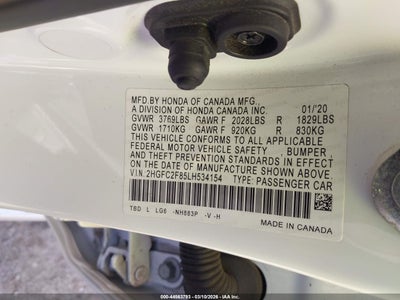 MFD.BY HONDA OF CANADA MFG.,
A DIVISION OF HONDA CANADA INC. 01/'20
GVWR 3769LBS GAWR F 2028LBS R 1829LBS
GVWR 1710KG GAWR F 920KG R 830KG
THIS VEHICLE CONFORMS TO ALL APPLICABLE
FEDERAL MOTOR VEHICLE SAFETY , BUMPER ,
AND THEFT PREVENTION STANDARDS IN EFFECT
ON THE DATE OF MANUFACTURE SHOWN ABOVE.
V.I.N: 2HGFC2F85LH534154 TYPE: PASSENGER CAR
TBD L LG6 -NH883P -V-H
MADE IN CANADA
000-44983793 - 03/10/2026 - IAA